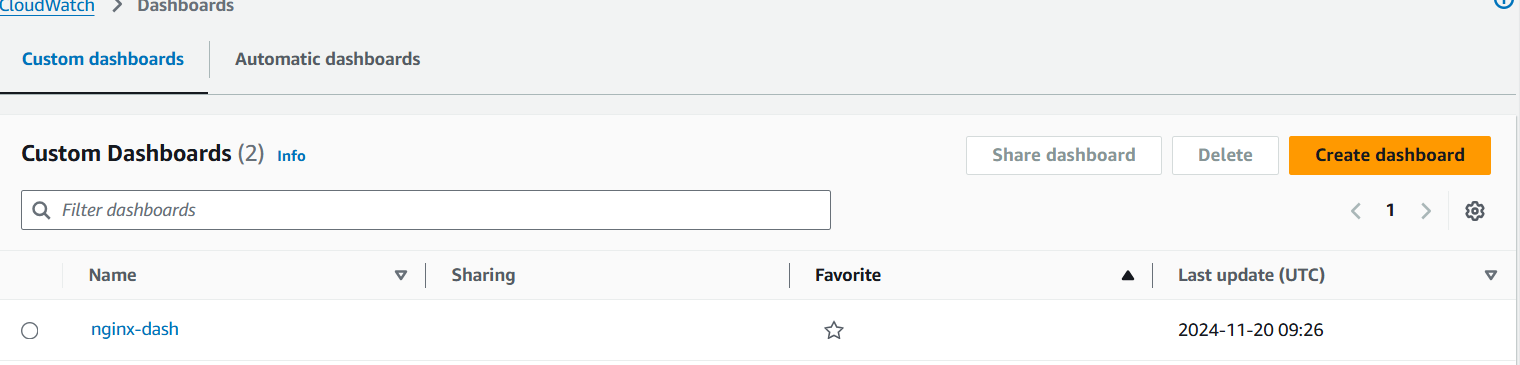 CloudWatch > Dashboards
Custom dashboards Automatic dashboards
Custom Dashboards (2) Info Share dashboard Delete Create dashboard
Filter dashboards 1
Name Sharing Favorite Last update (UTC)
nginx-dash 2024-11-20 09:26